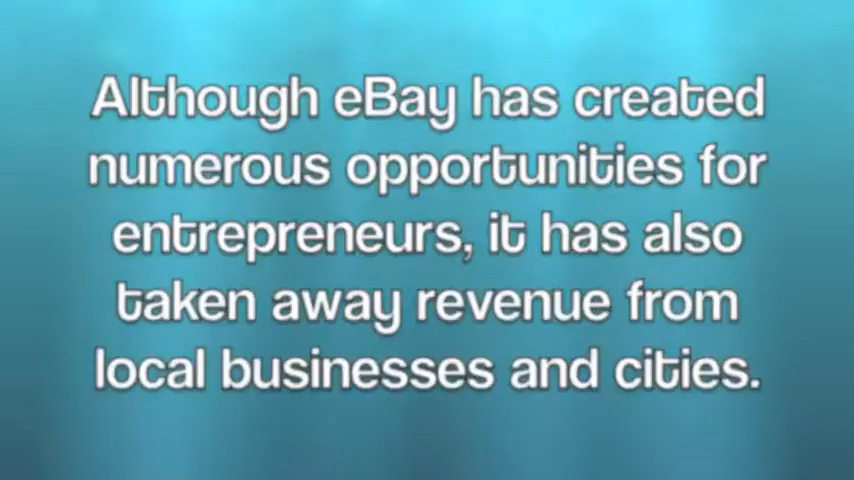 Although eBay has created
numerous opportunities for
entrepreneurs, it has also
taken away revenue from
local businesses and cities.